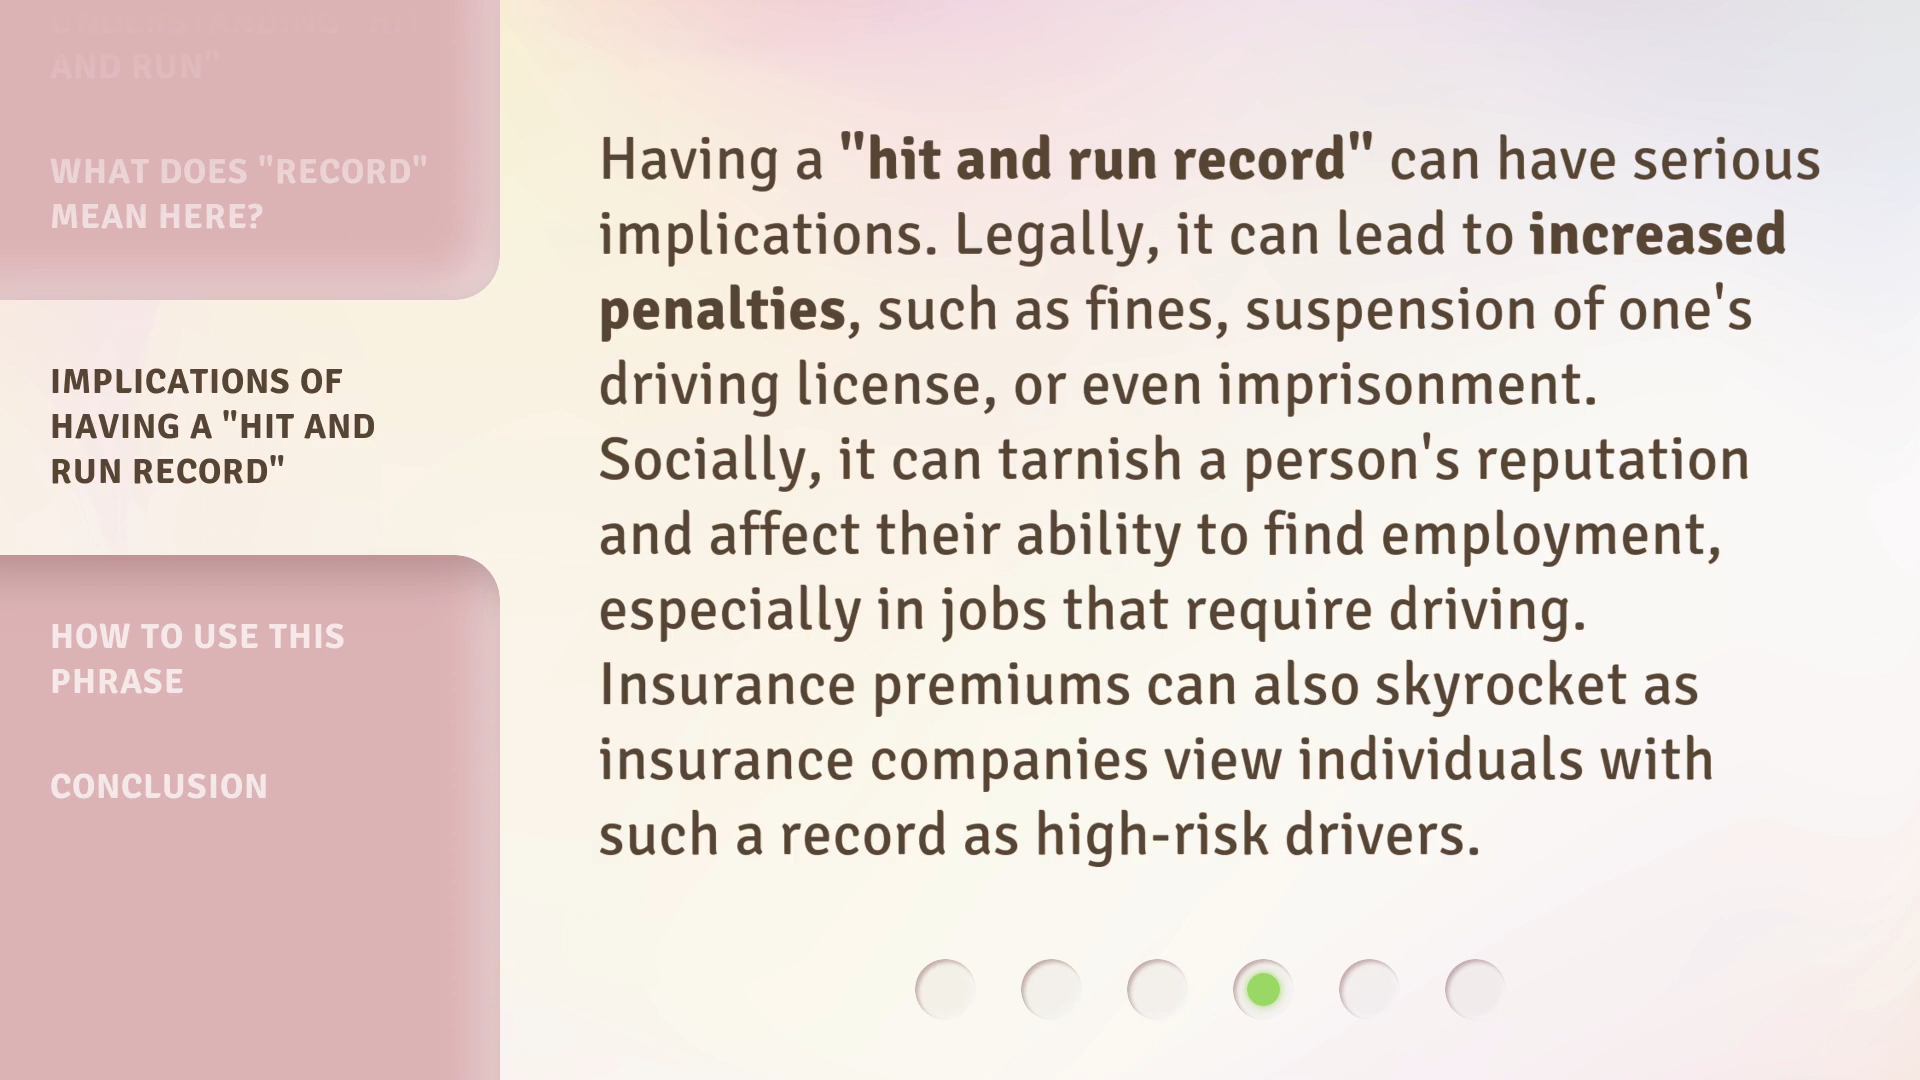 UNDERSTANDING "HIT
AND RUN"
WHAT DOES "RECORD"
MEAN HERE?
IMPLICATIONS OF
HAVING A "HIT AND
RUN RECORD"
HOW TO USE THIS
PHRASE
CONCLUSION
Having a "hit and run record" can have serious
implications. Legally, it can lead to increased
penalties, such as fines, suspension of one's
driving license, or even imprisonment.
Socially, it can tarnish a person's reputation
and affect their ability to find employment,
especially in jobs that require driving.
Insurance premiums can also skyrocket as
insurance companies view individuals with
such a record as high-risk drivers.